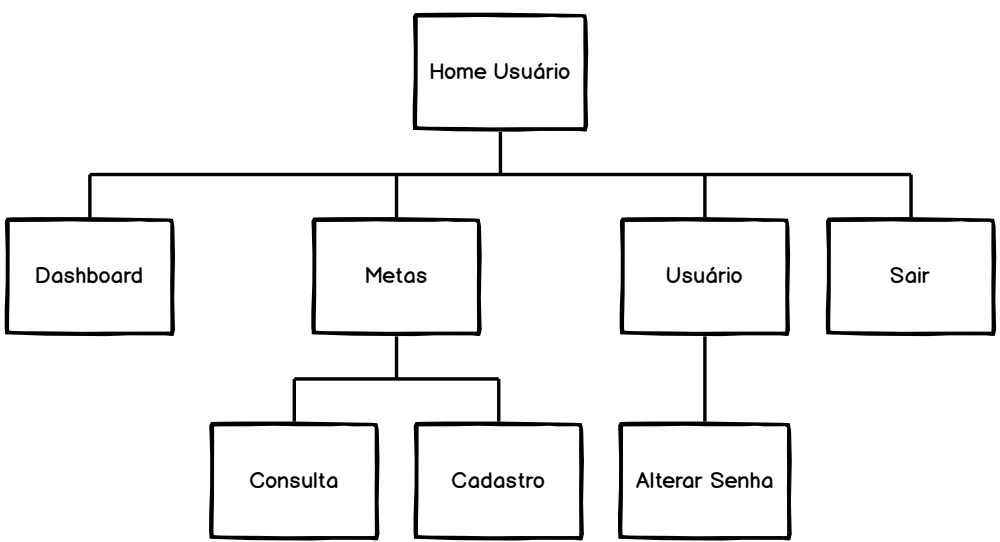 Home Usuário
Dashboard
Metas
Usuário
Sair
Consulta
Cadastro
Alterar Senha